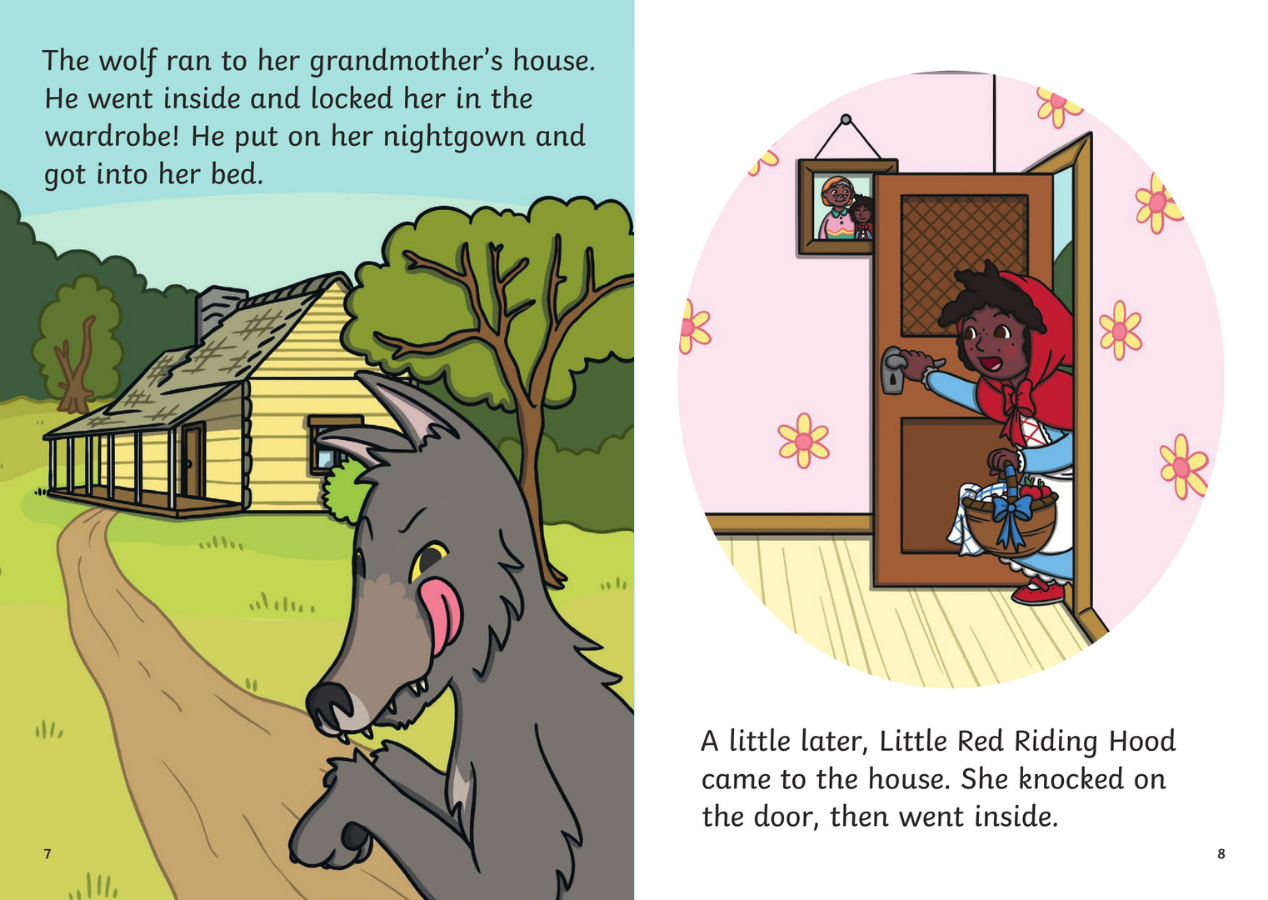 The wolf ran to her grandmother’s house.
He went inside and locked her in the
wardrobe! He put on her nightgown and
got into her bed.
7
A little later, Little Red Riding Hood
came to the house. She knocked on
the door, then went inside.
8